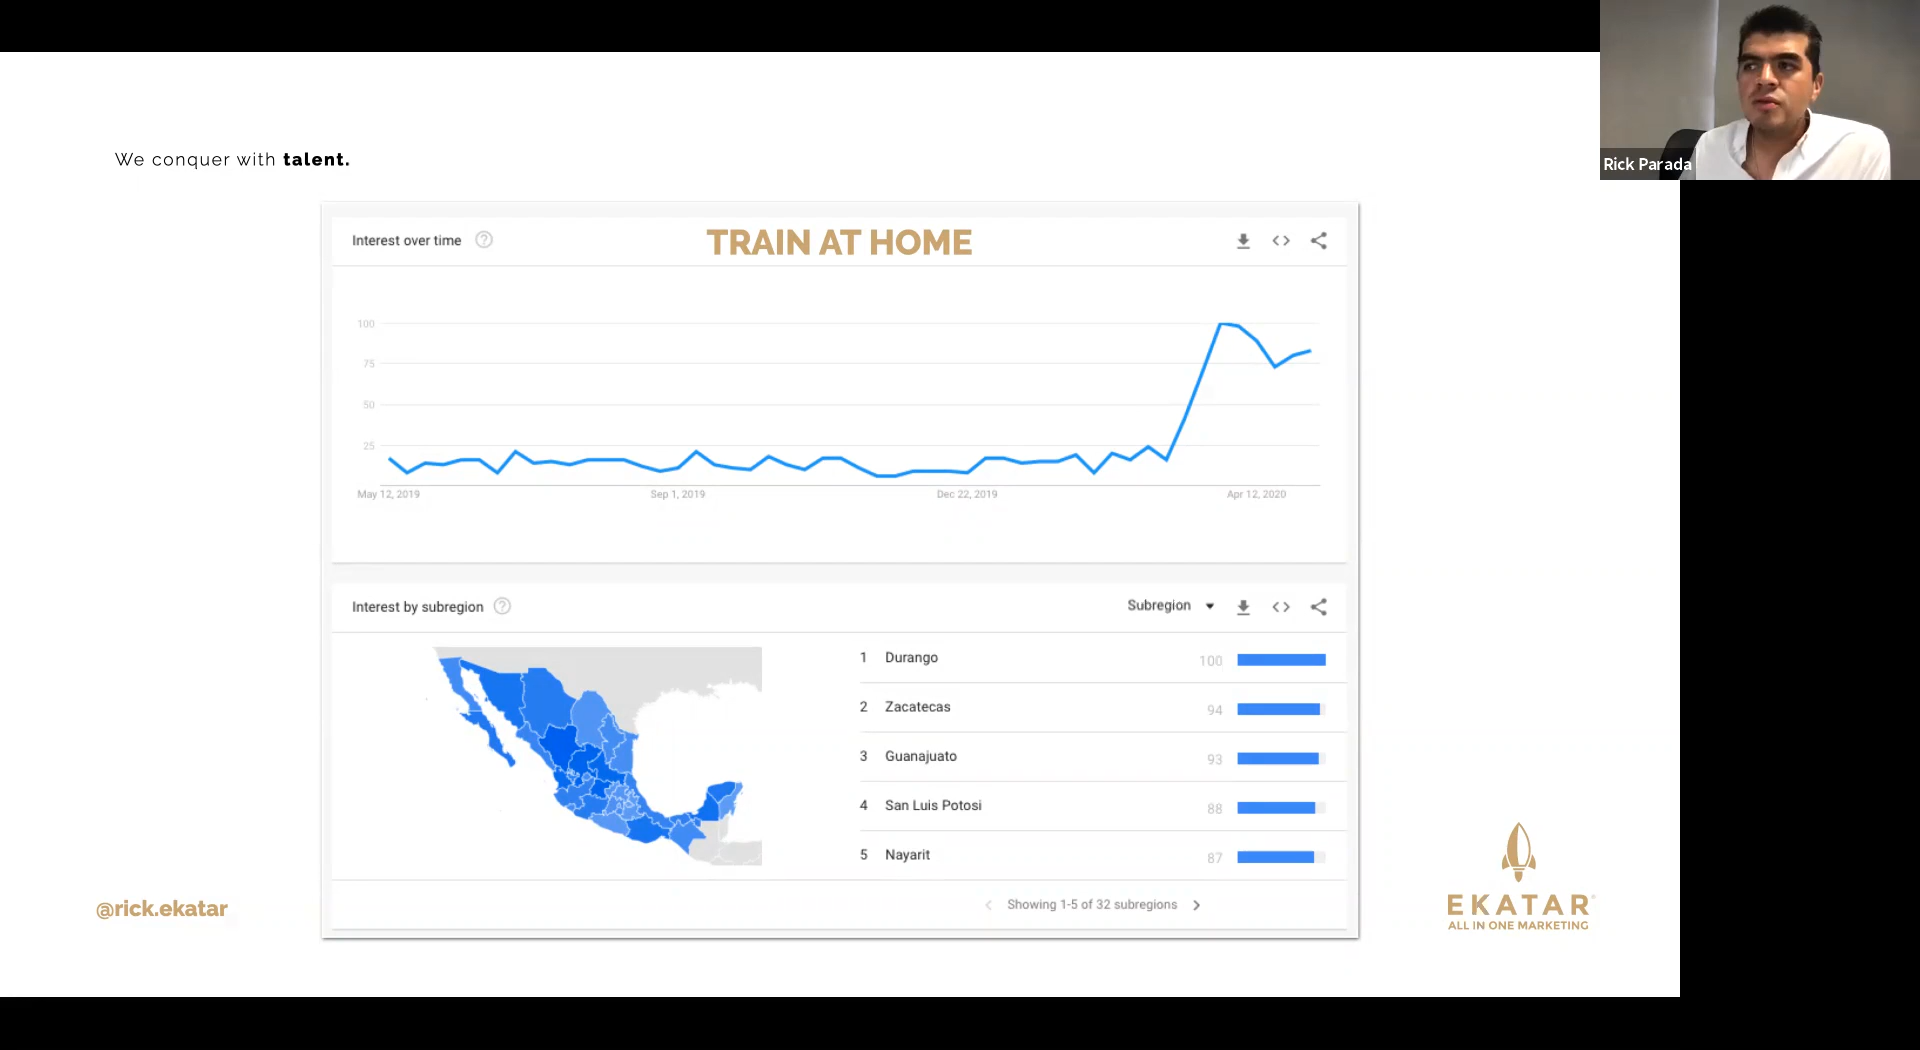 Rick Parada
We conquer with talent.
Interest over time
TRAIN AT HOME
100
75
50
25
May 12, 2019
Sep 1, 2019
Dec 22, 2019
Apr 12, 2020
Interest by subregion
Subregion
1 Durango 100
2 Zacatecas 94
3 Guanajuato 93
4 San Luis Potosi 88
5 Nayarit 87
Showing 1-5 of 32 subregions
@rick.ekatar
EKATAR®
ALL IN ONE MARKETING